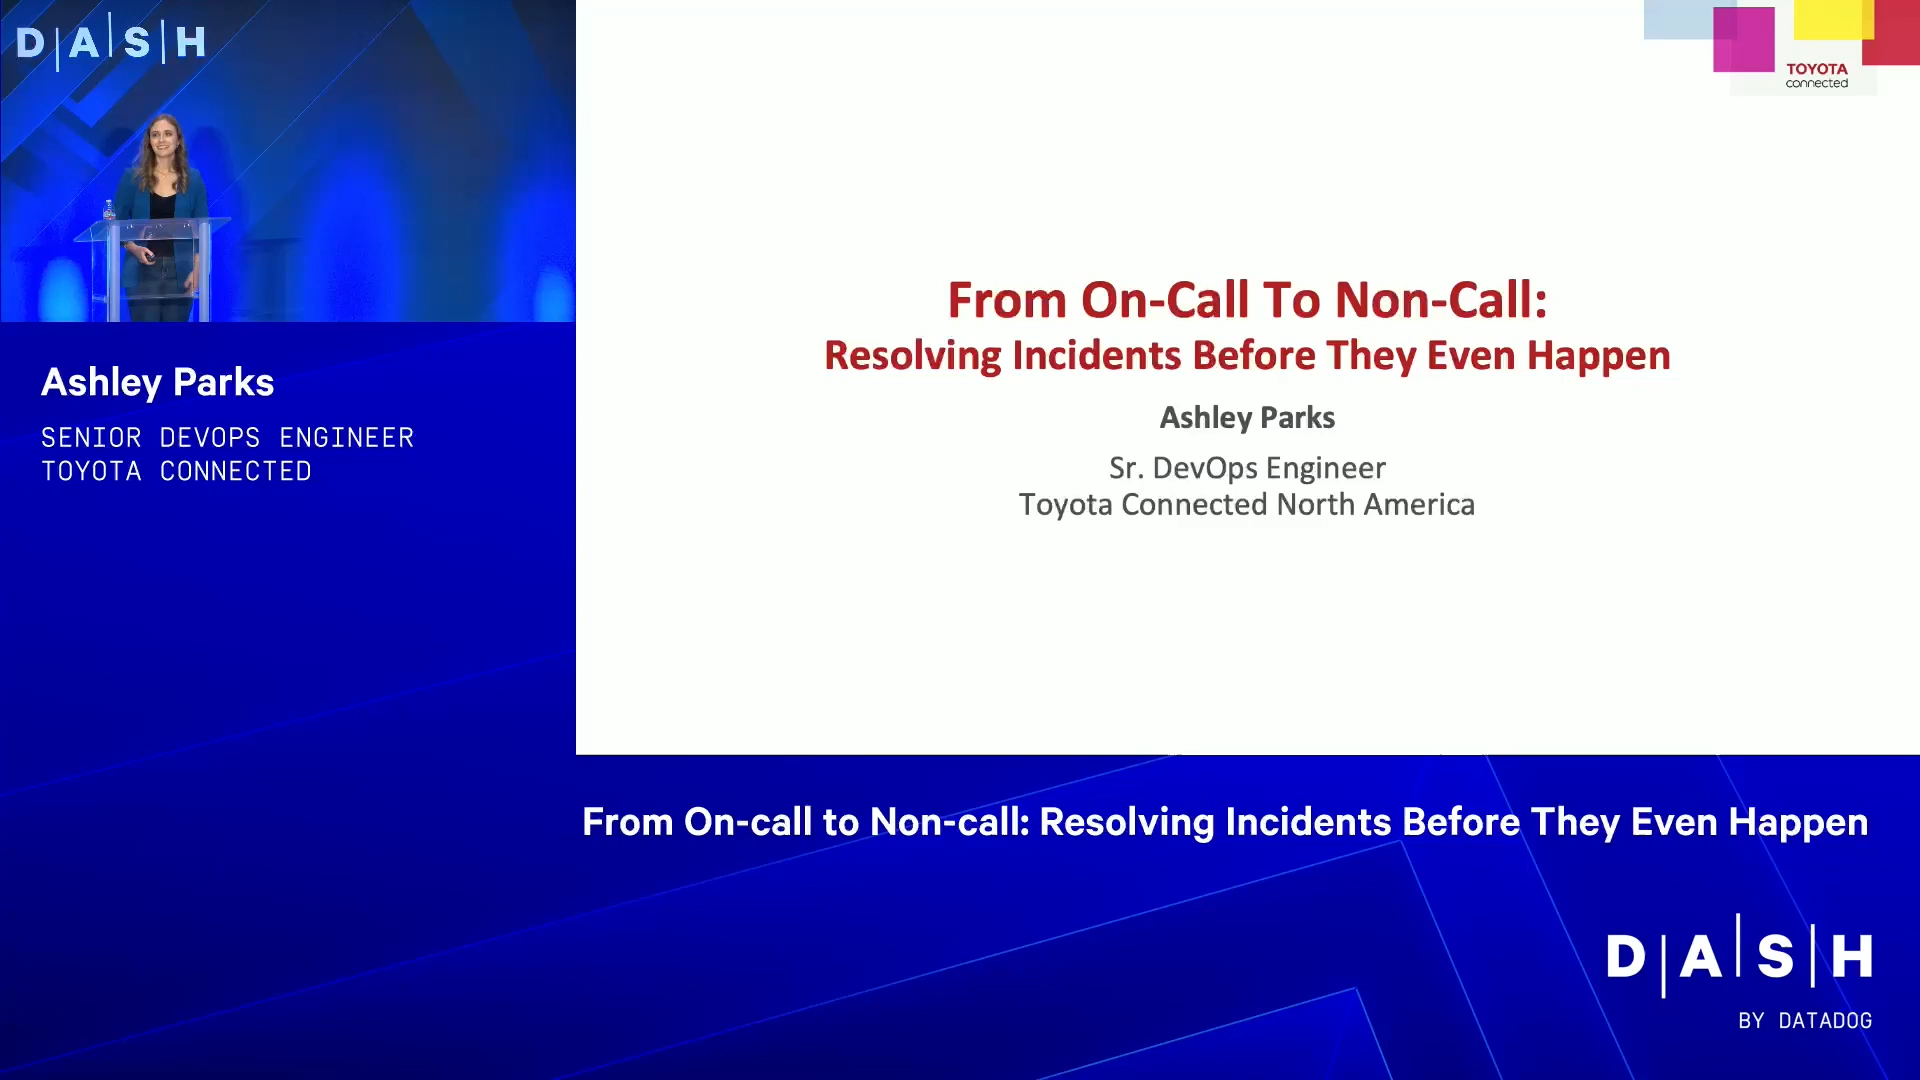 D|A|S|H
Ashley Parks
SENIOR DEVOPS ENGINEER
TOYOTA CONNECTED
TOYOTA
connected
From On-Call To Non-Call:
Resolving Incidents Before They Even Happen
Ashley Parks
Sr. DevOps Engineer
Toyota Connected North America
From On-call to Non-call: Resolving Incidents Before They Even Happen
D|A|S|H
BY DATADOG